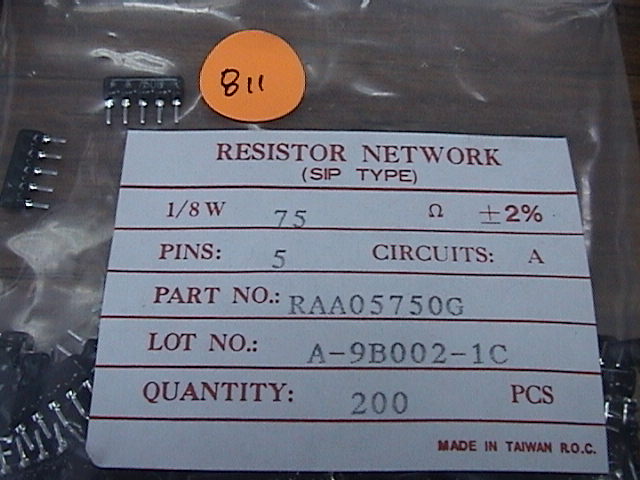 811
RESISTOR NETWORK
(SIP TYPE)
1/8 W 75 Ω ±2%
PINS: 5 CIRCUITS: A
PART NO.: RAA05750G
LOT NO.: A-9B002-1C
QUANTITY: 200 PCS
MADE IN TAIWAN R.O.C.